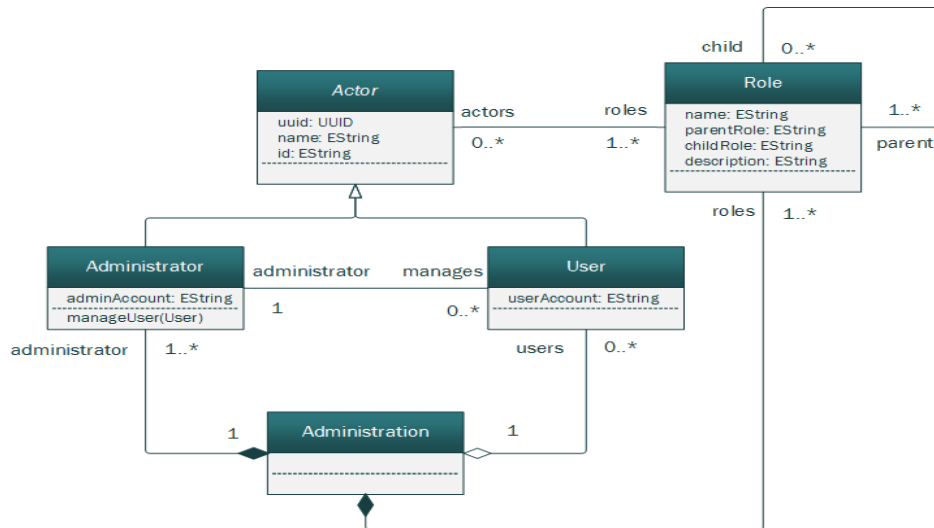 child
0..*
Actor
uuid: UUID
name: EString
id: EString
actors
0..*
roles
1..*
Role
name: EString
parentRole: EString
childRole: EString
description: EString
1..*
parent
roles
1..*
Administrator
adminAccount: EString
manageUser(User)
administrator
1
manages
0..*
User
userAccount: EString
administrator
1..*
users
0..*
1
Administration
1